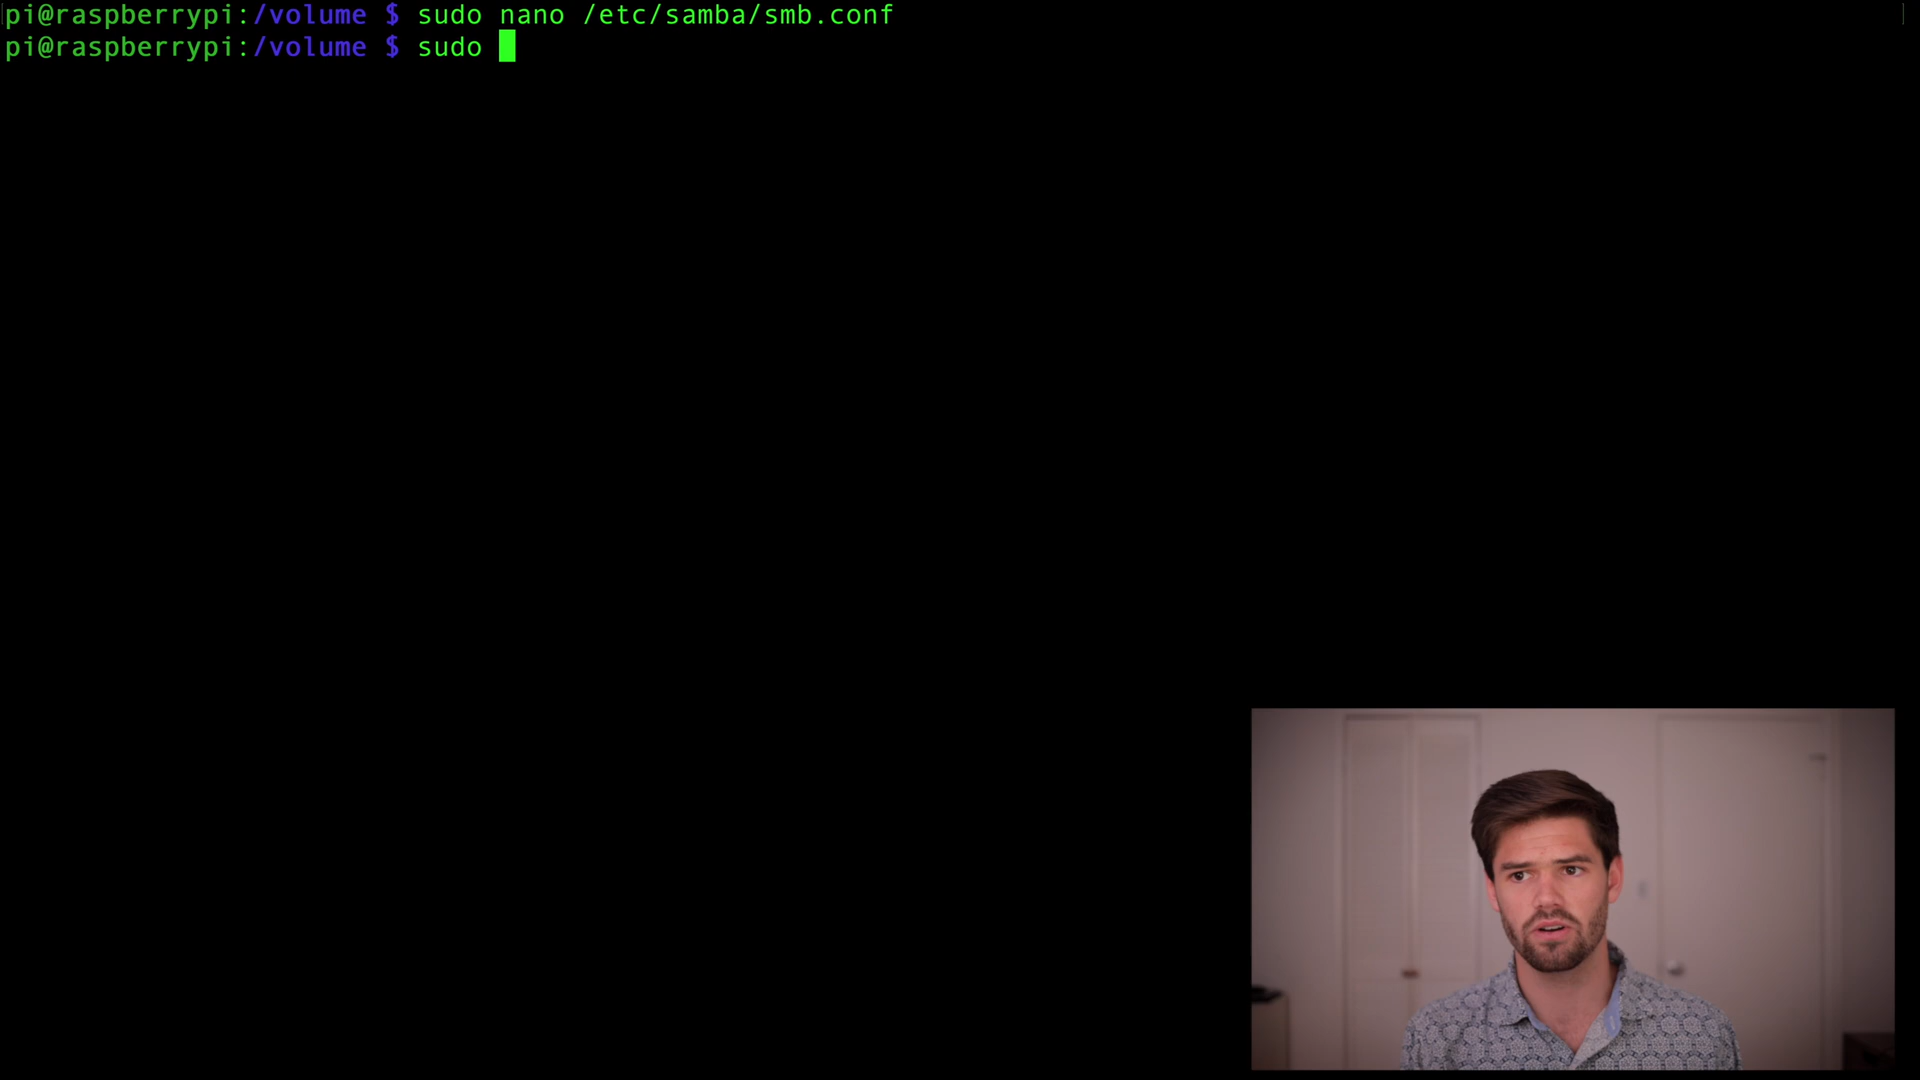 pi@raspberrypi:/volume $ sudo nano /etc/samba/smb.conf
pi@raspberrypi:/volume $ sudo